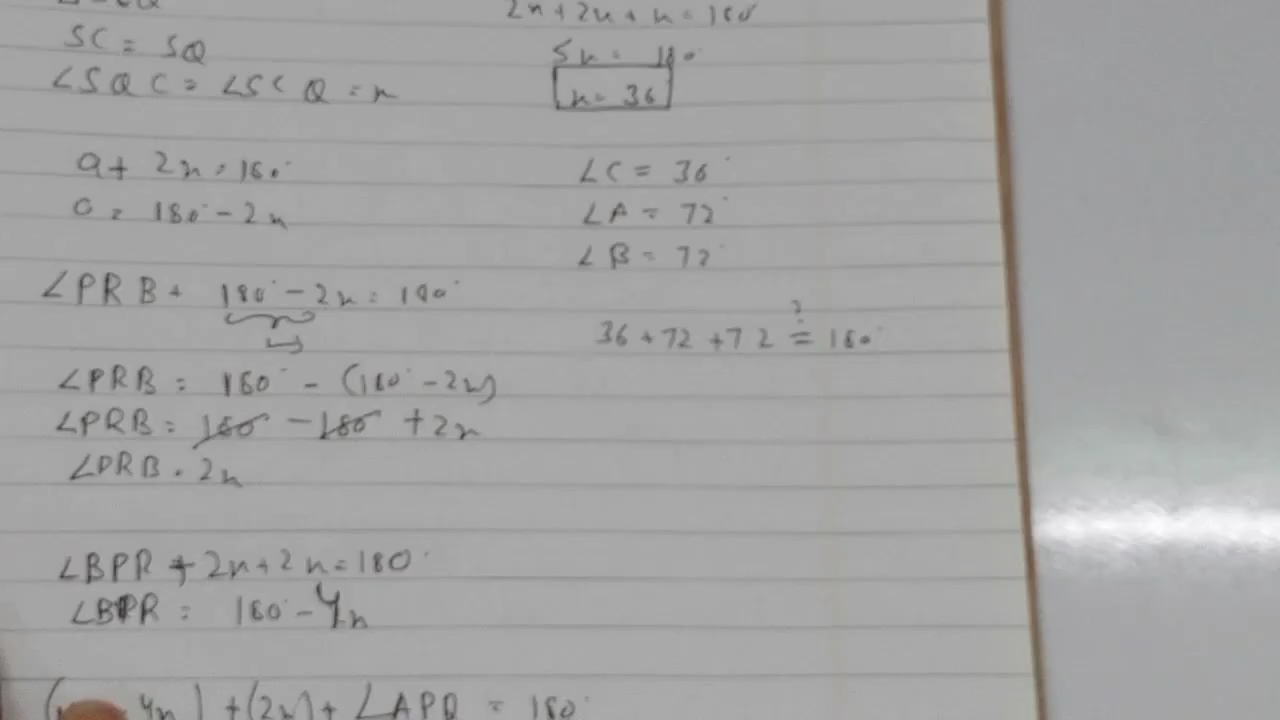 SC = SQ
∠SQC = ∠SCQ = x
a + 2x = 180°
a = 180° - 2x
∠PRB + 180° - 2x = 180°
∠PRB = 180° - (180° - 2x)
∠PRB = 180 - 180 + 2x
∠PRB = 2x
∠BPR + 2x + 2x = 180°
∠BPR = 180° - 4x
4x) + (2x) + ∠APQ = 180°
2x + 2x + x = 180
5x = 180
x = 36
∠C = 36°
∠A = 72°
∠B = 72°
36 + 72 + 72 ≟ 180°